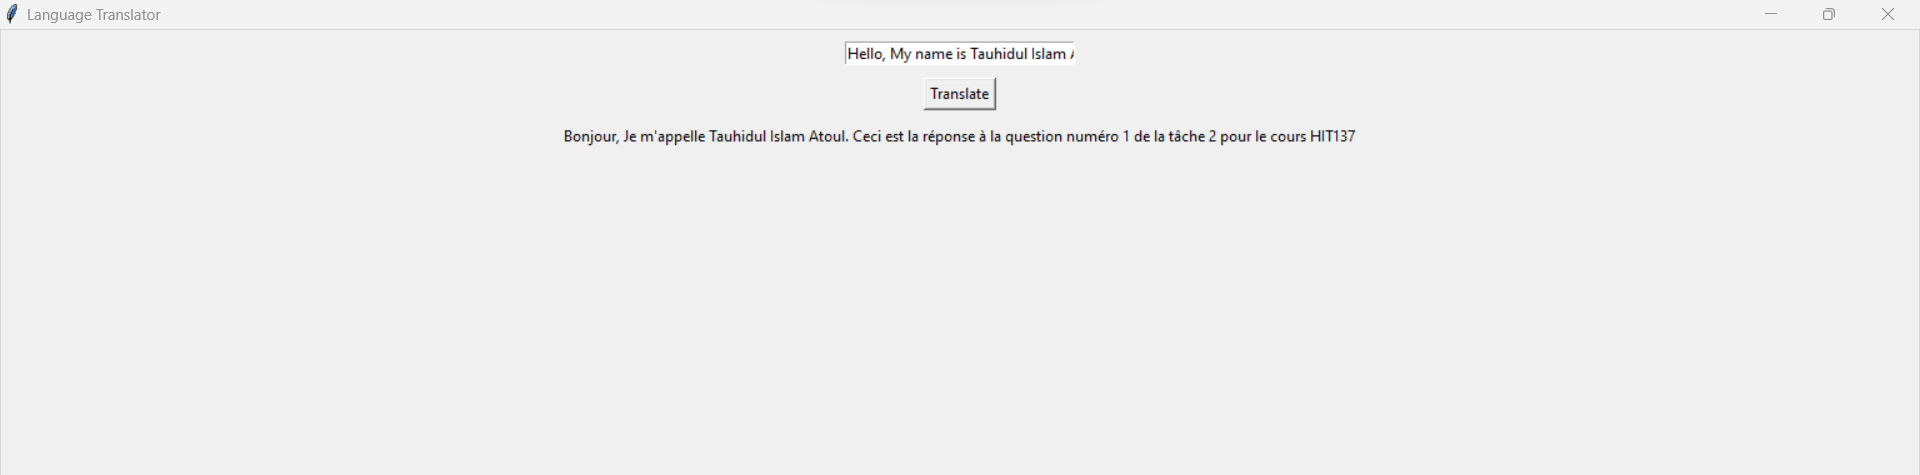 Language Translator
Hello, My name is Tauhidul Islam
Translate
Bonjour, Je m'appelle Tauhidul Islam Atoul. Ceci est la réponse à la question numéro 1 de la tâche 2 pour le cours HIT137